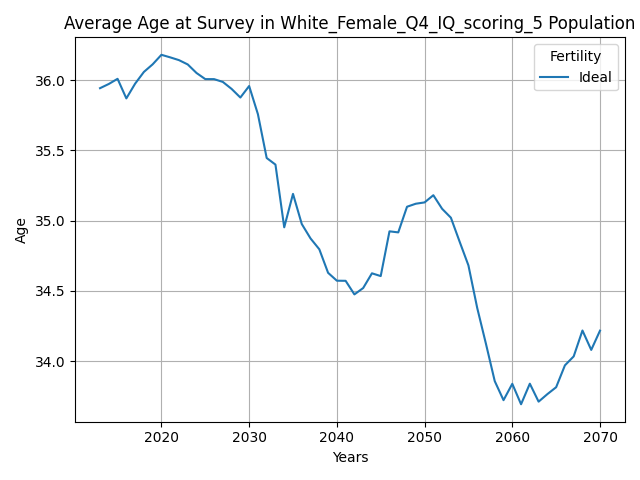 Average Age at Survey in White_Female_Q4_IQ_scoring_5 Population
Fertility
Ideal
36.0
35.5
35.0
34.5
34.0
Age
2020 2030 2040 2050 2060 2070
Years